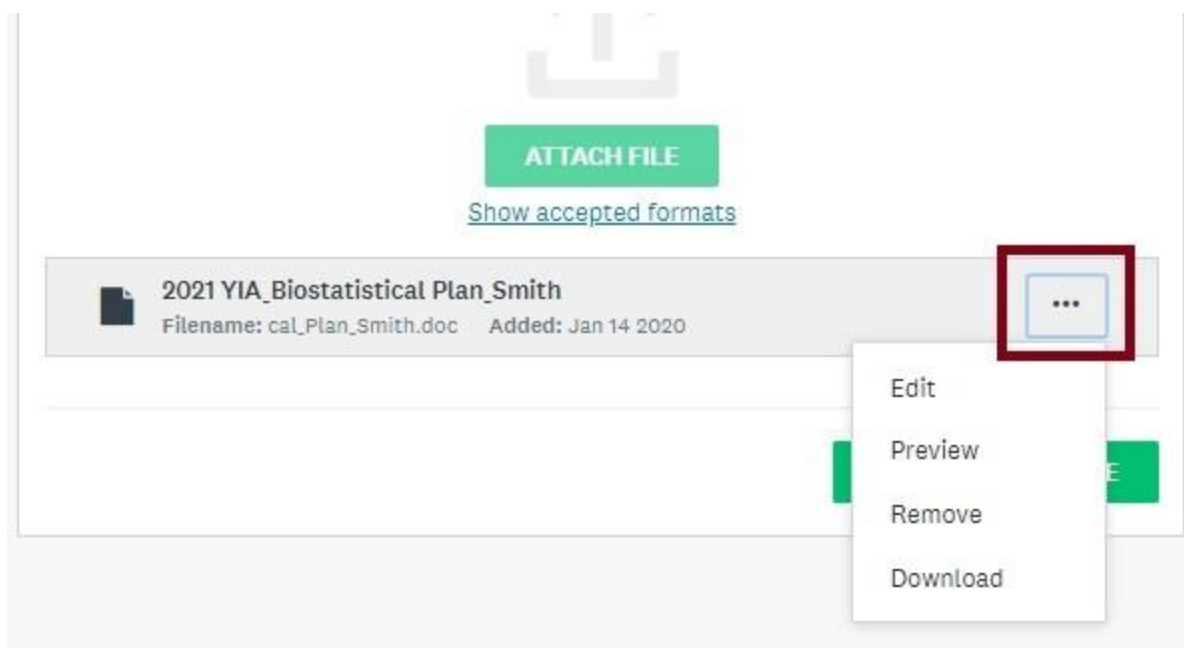 ATTACH FILE
Show accepted formats
2021 YIA_Biostatistical Plan_Smith
Filename: cal_Plan_Smith.doc Added: Jan 14 2020
•••
Edit
Preview
Remove
Download